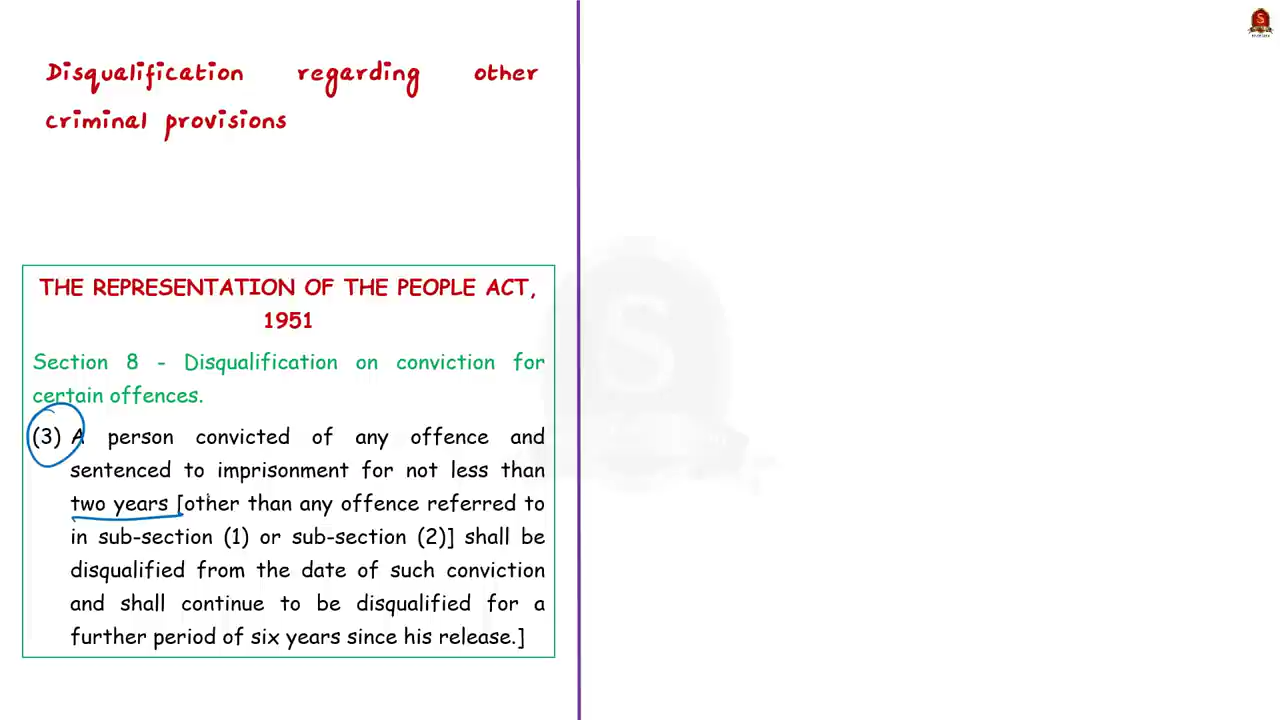 Disqualification regarding other
criminal provisions
THE REPRESENTATION OF THE PEOPLE ACT,
1951
Section 8 - Disqualification on conviction for
certain offences.
(3) A person convicted of any offence and
sentenced to imprisonment for not less than
two years [other than any offence referred to
in sub-section (1) or sub-section (2)] shall be
disqualified from the date of such conviction
and shall continue to be disqualified for a
further period of six years since his release.]
S
S